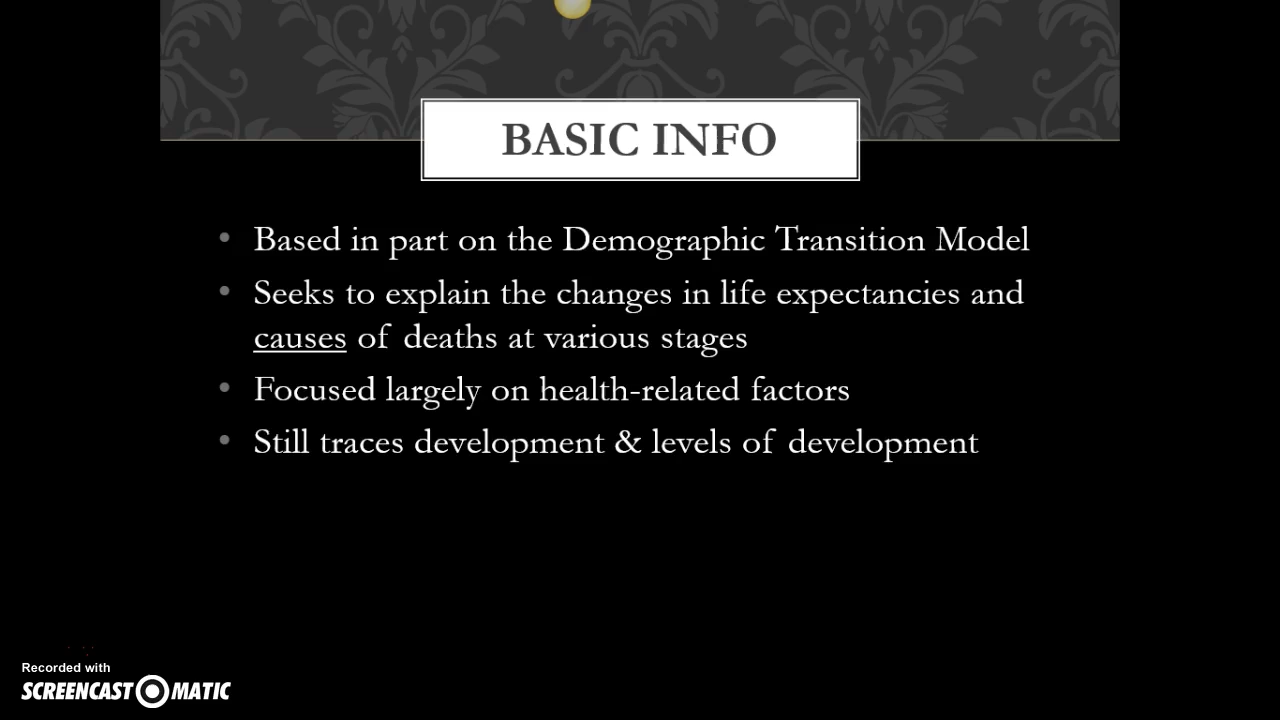 BASIC INFO
• Based in part on the Demographic Transition Model
• Seeks to explain the changes in life expectancies and
causes of deaths at various stages
• Focused largely on health-related factors
• Still traces development & levels of development
Recorded with
SCREENCAST MATIC